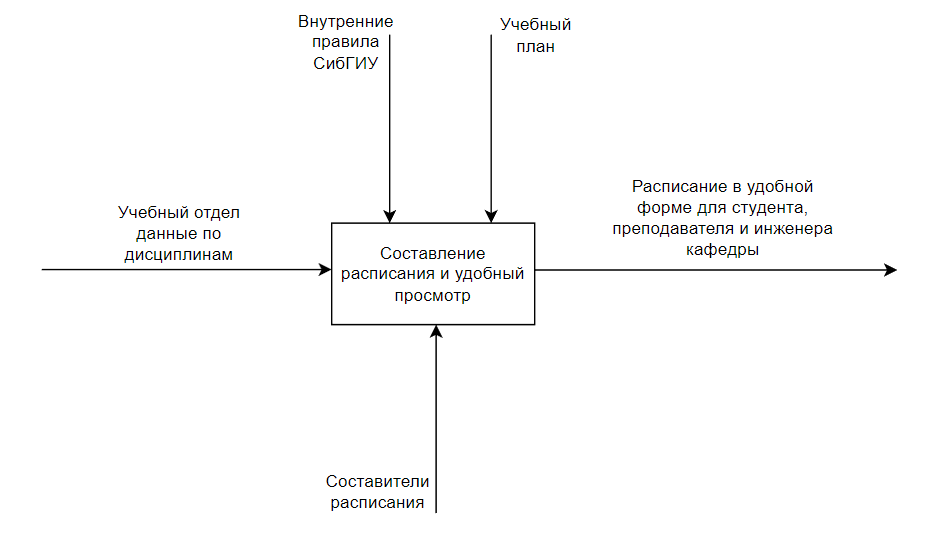 Внутренние
правила
СибГИУ
Учебный
план
Расписание в удобной
форме для студента,
преподавателя и инженера
кафедры
Учебный отдел
данные по
дисциплинам
Составление
расписания и удобный
просмотр
Составители
расписания